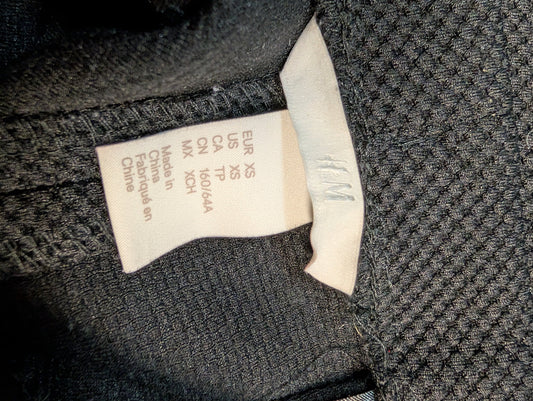 H&M
EUR XS
US XS
CA TP
CN 160/64A
MX XCH
Made in
China
Fabriqué en
Chine